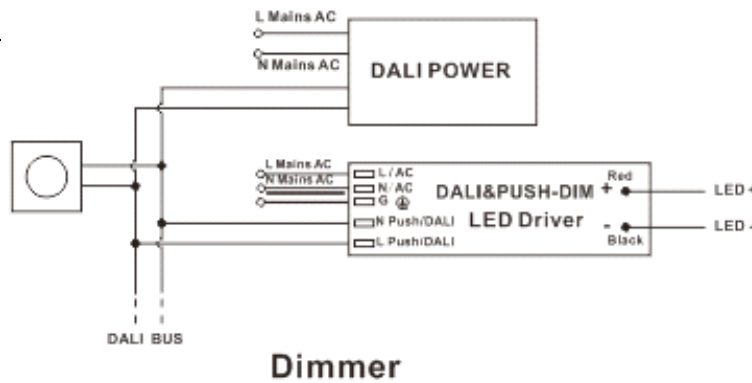 L Mains AC
N Mains AC
DALI POWER
L Mains AC
N Mains AC
L/AC
N/AC
G
N Push/DALI
L Push/DALI
DALI&PUSH-DIM
LED Driver
Red
+
-
Black
LED +
LED -
DALI BUS
Dimmer